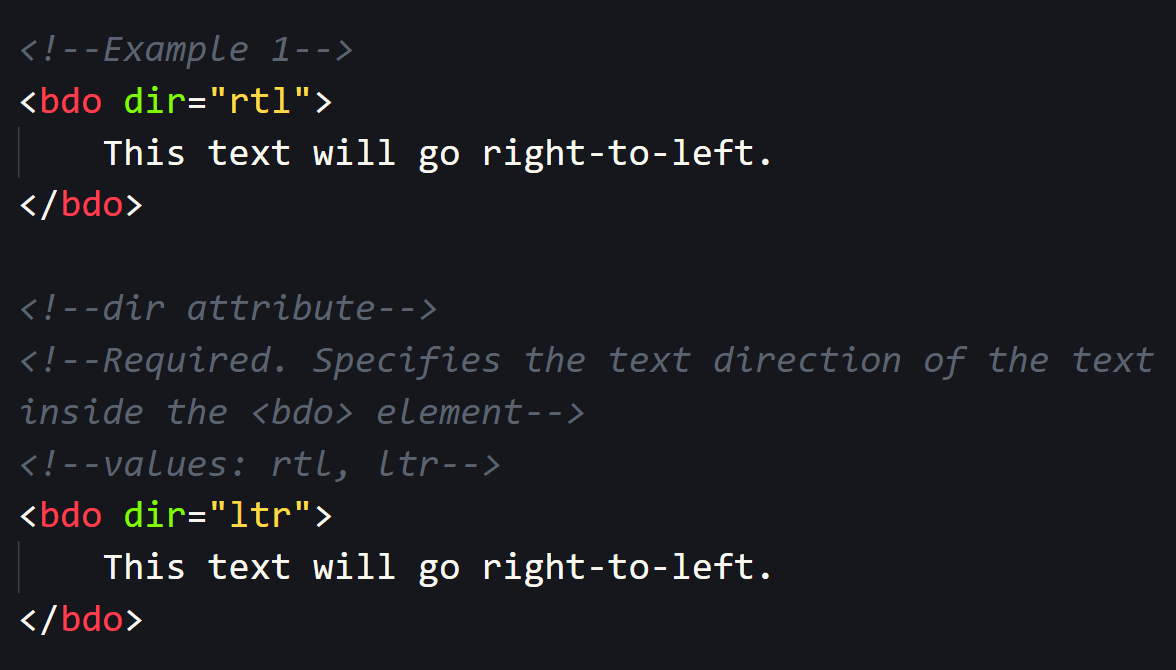 <!--Example 1-->
<bdo dir="rtl">
    This text will go right-to-left.
</bdo>

<!--dir attribute-->
<!--Required. Specifies the text direction of the text
inside the <bdo> element-->
<!--values: rtl, ltr-->
<bdo dir="ltr">
    This text will go right-to-left.
</bdo>